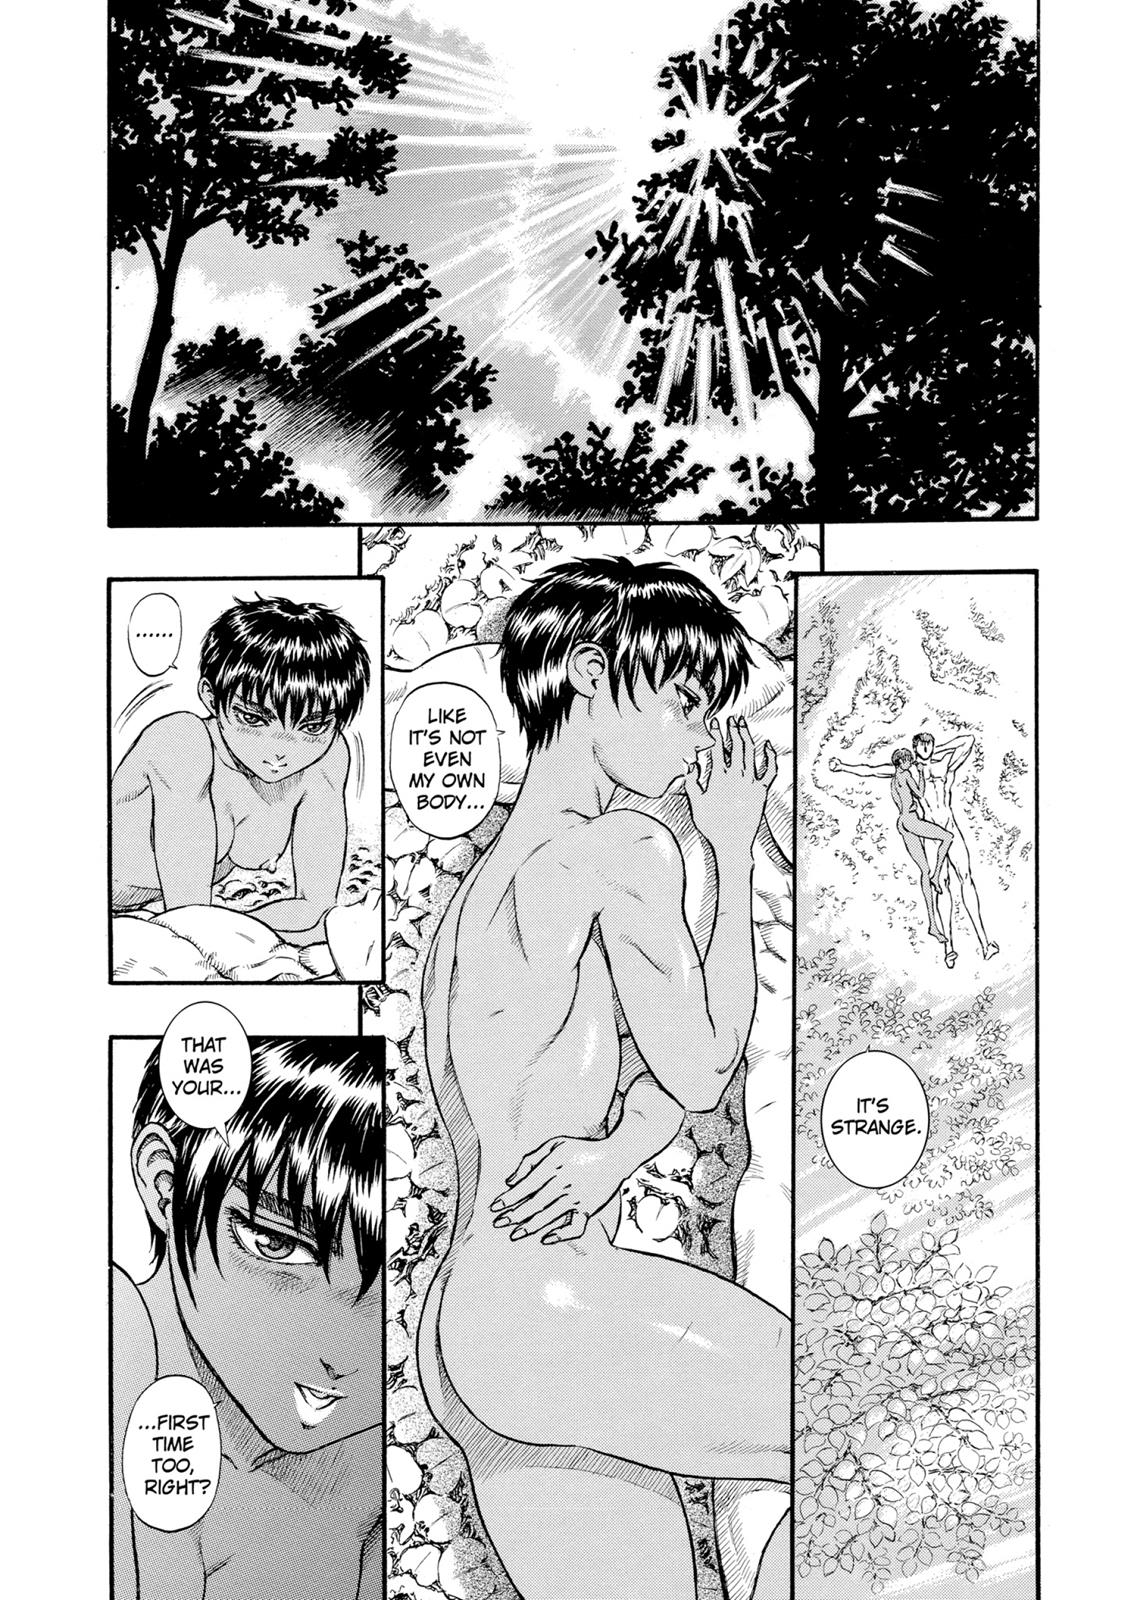 IT'S
STRANGE.
LIKE
IT'S NOT
EVEN
MY OWN
BODY...
......
THAT
WAS
YOUR...
...FIRST
TIME
TOO,
RIGHT?